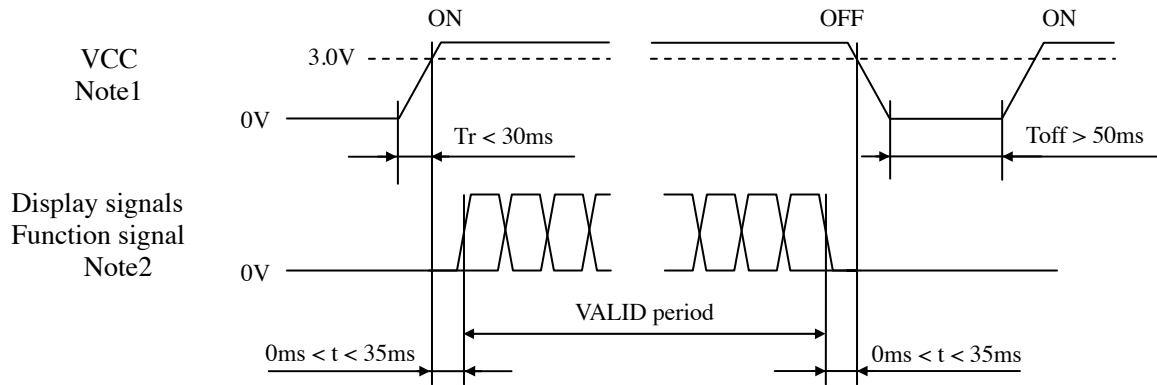 ON
OFF
ON
VCC
Note1
3.0V
0V
Tr < 30ms
Toff > 50ms
Display signals
Function signal
Note2
0V
VALID period
0ms < t < 35ms
0ms < t < 35ms